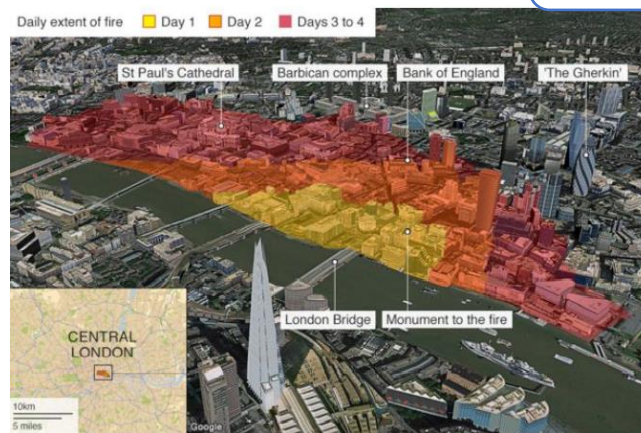 Daily extent of fire Day 1 Day 2 Days 3 to 4
St Paul's Cathedral
Barbican complex
Bank of England
'The Gherkin'
London Bridge
Monument to the fire
CENTRAL
LONDON
10km
5 miles
Google